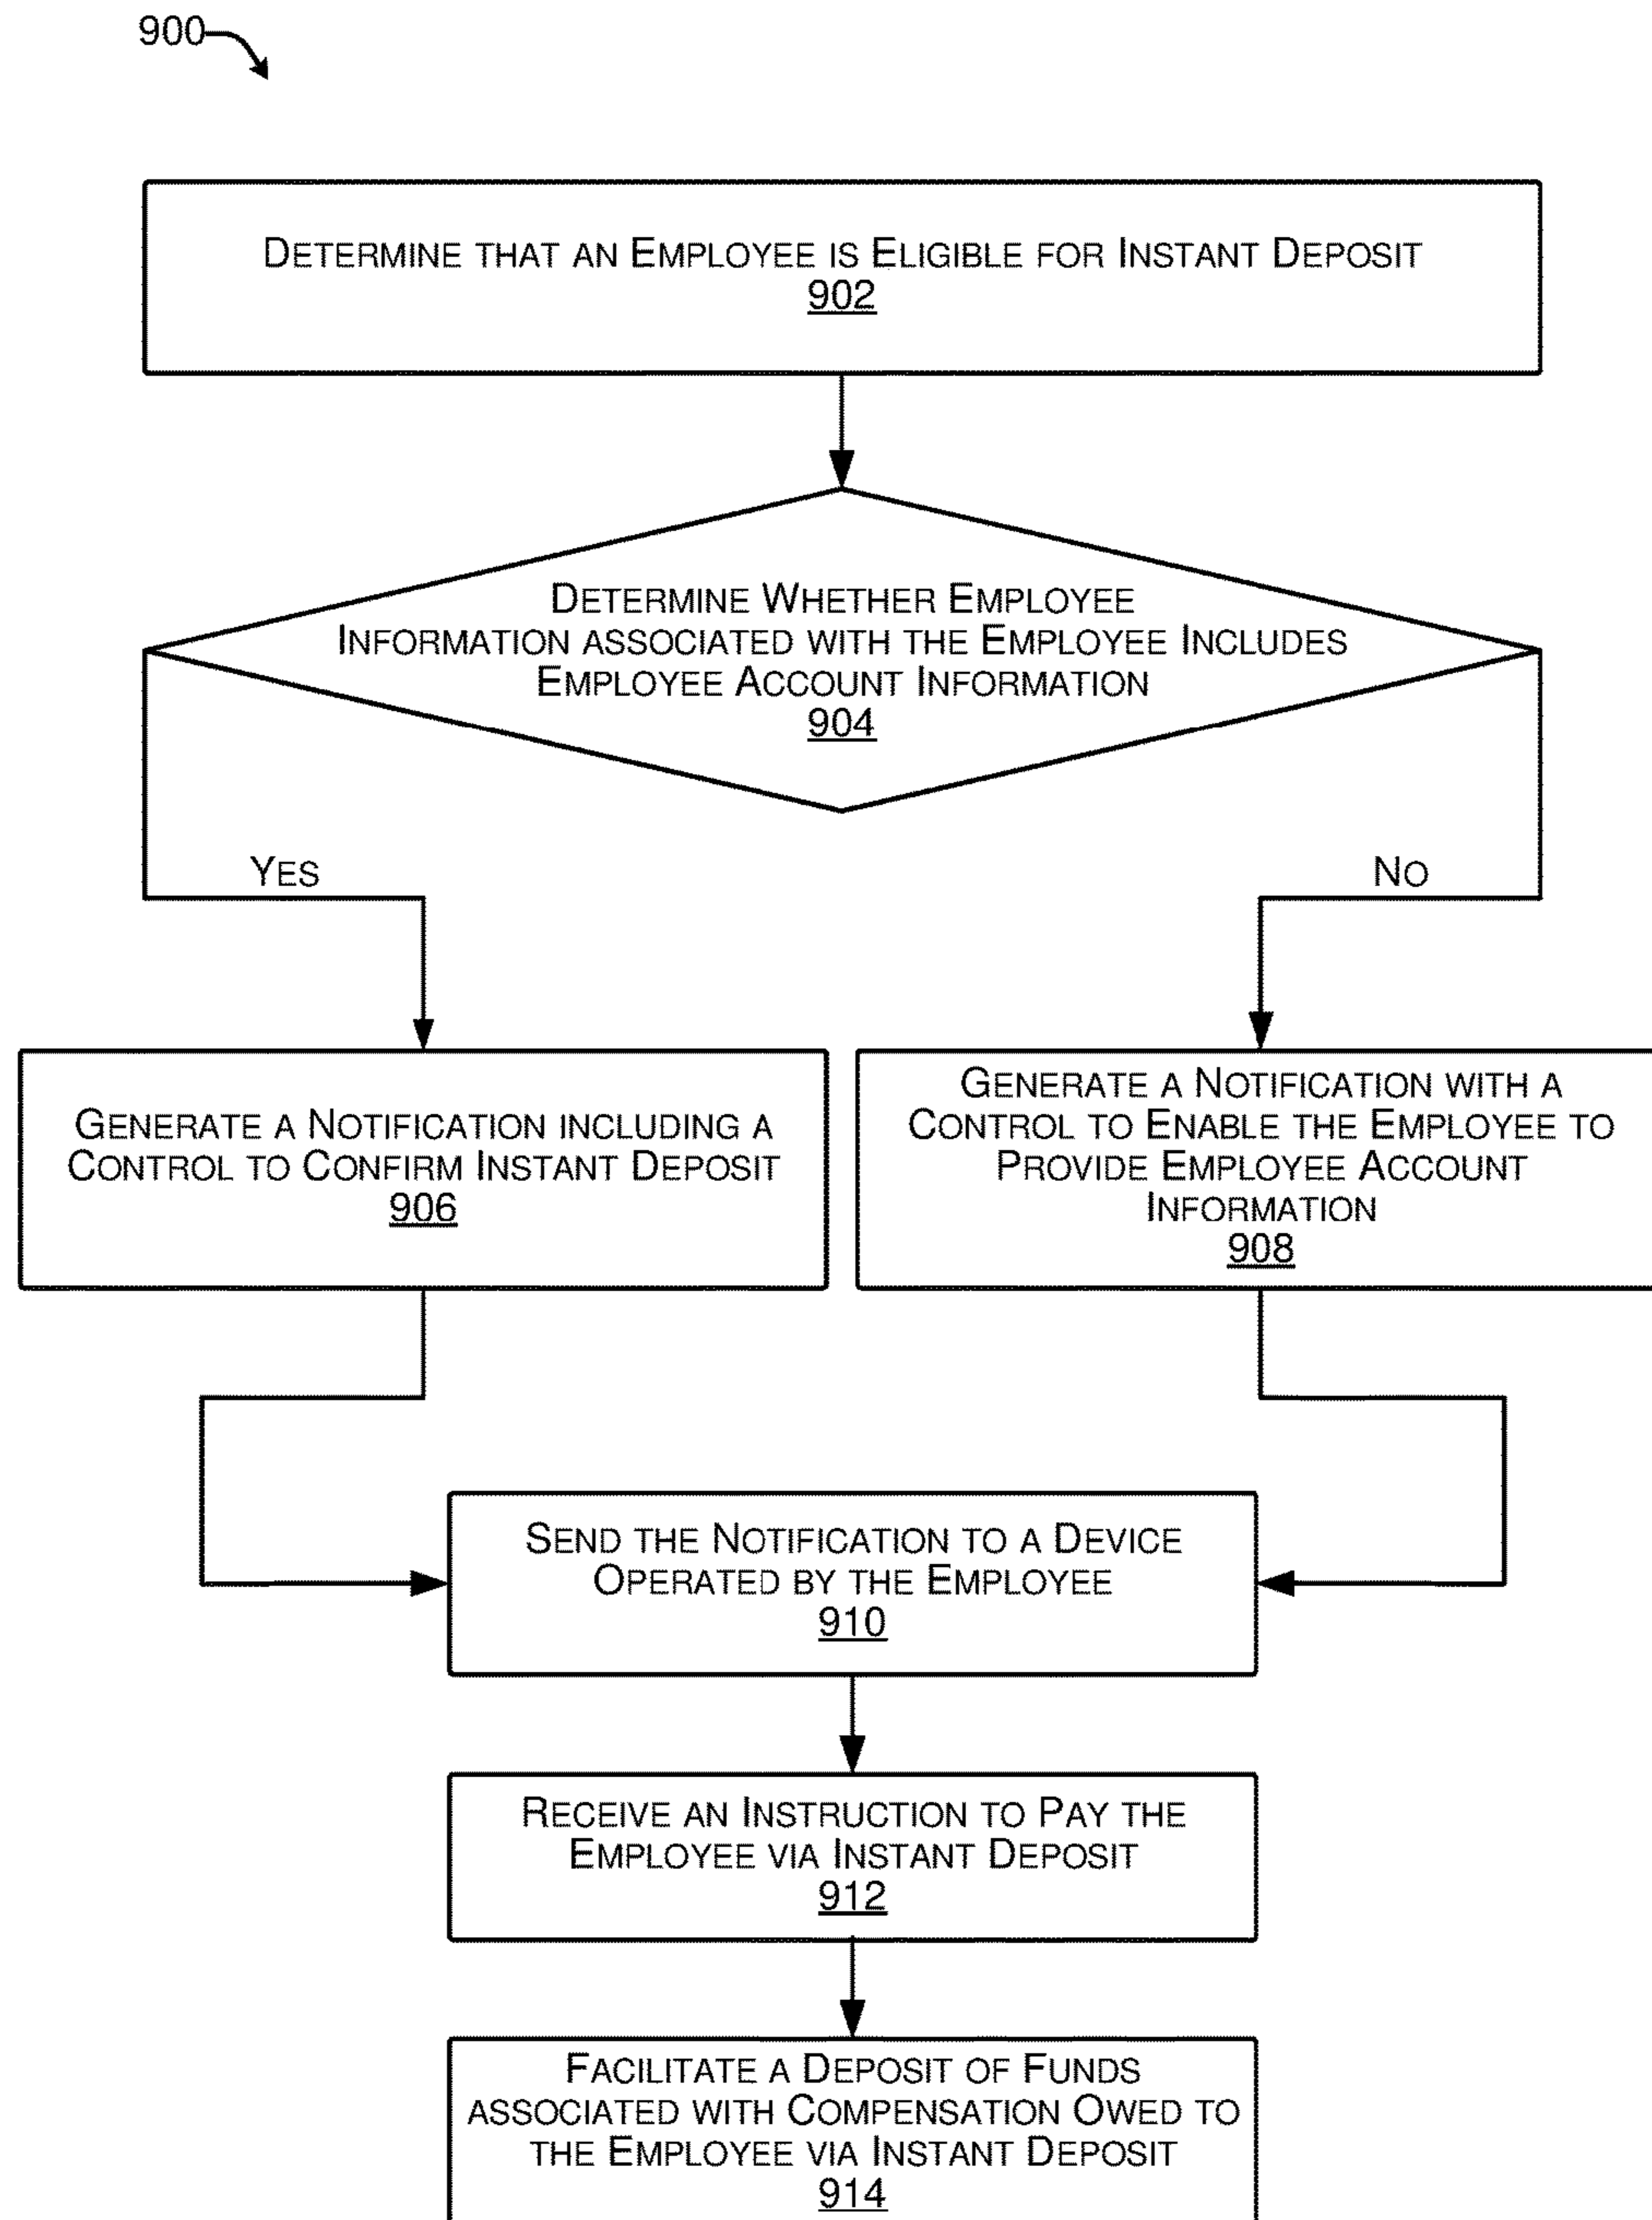 900
DETERMINE THAT AN EMPLOYEE IS ELIGIBLE FOR INSTANT DEPOSIT
902
DETERMINE WHETHER EMPLOYEE
INFORMATION ASSOCIATED WITH THE EMPLOYEE INCLUDES
EMPLOYEE ACCOUNT INFORMATION
904
YES
NO
GENERATE A NOTIFICATION INCLUDING A
CONTROL TO CONFIRM INSTANT DEPOSIT
906
GENERATE A NOTIFICATION WITH A
CONTROL TO ENABLE THE EMPLOYEE TO
PROVIDE EMPLOYEE ACCOUNT
INFORMATION
908
SEND THE NOTIFICATION TO A DEVICE
OPERATED BY THE EMPLOYEE
910
RECEIVE AN INSTRUCTION TO PAY THE
EMPLOYEE VIA INSTANT DEPOSIT
912
FACILITATE A DEPOSIT OF FUNDS
ASSOCIATED WITH COMPENSATION OWED TO
THE EMPLOYEE VIA INSTANT DEPOSIT
914